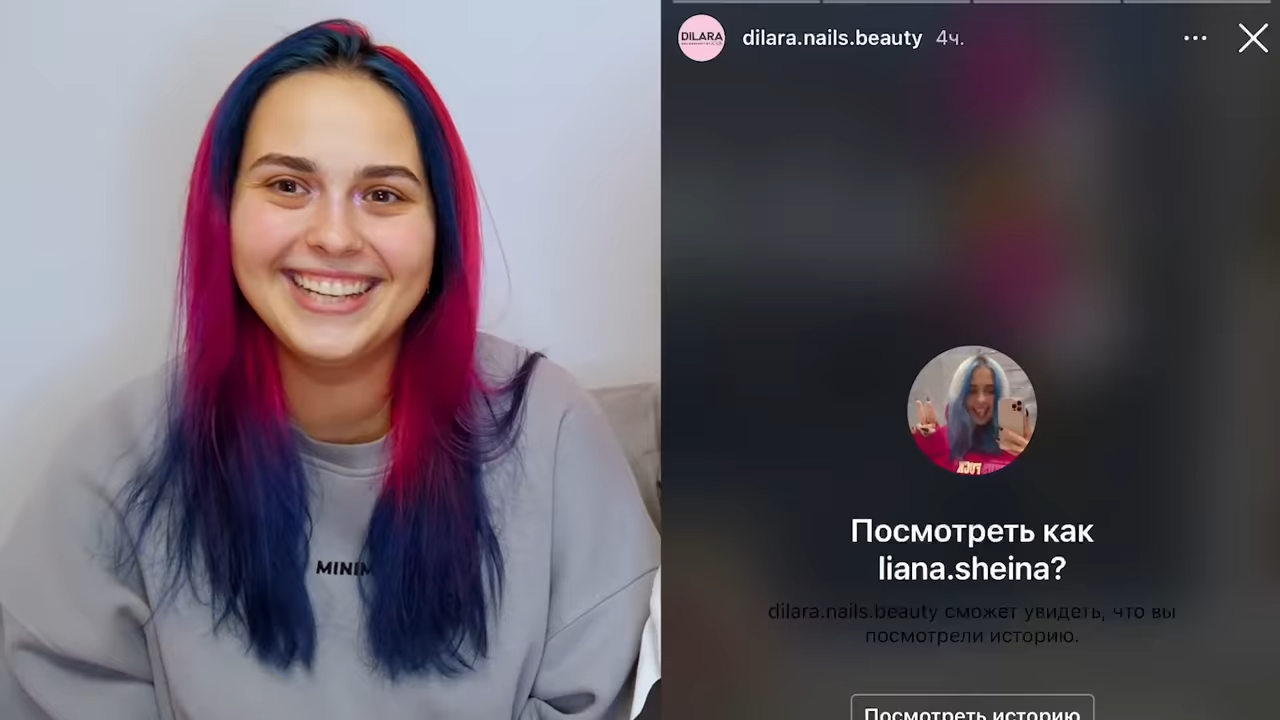 MINIM
DILARA
dilara.nails.beauty 4ч.
Посмотреть как
liana.sheina?
dilara.nails.beauty сможет увидеть, что вы
посмотрели историю.
Посмотреть историю